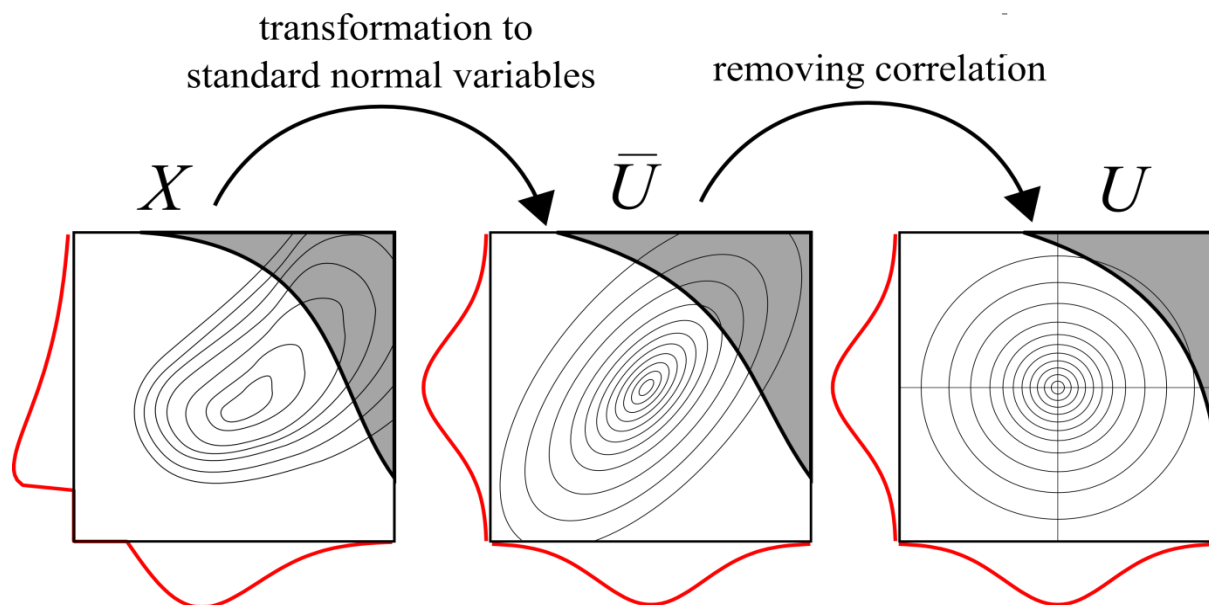 transformation to
standard normal variables
removing correlation
X
U̅
U